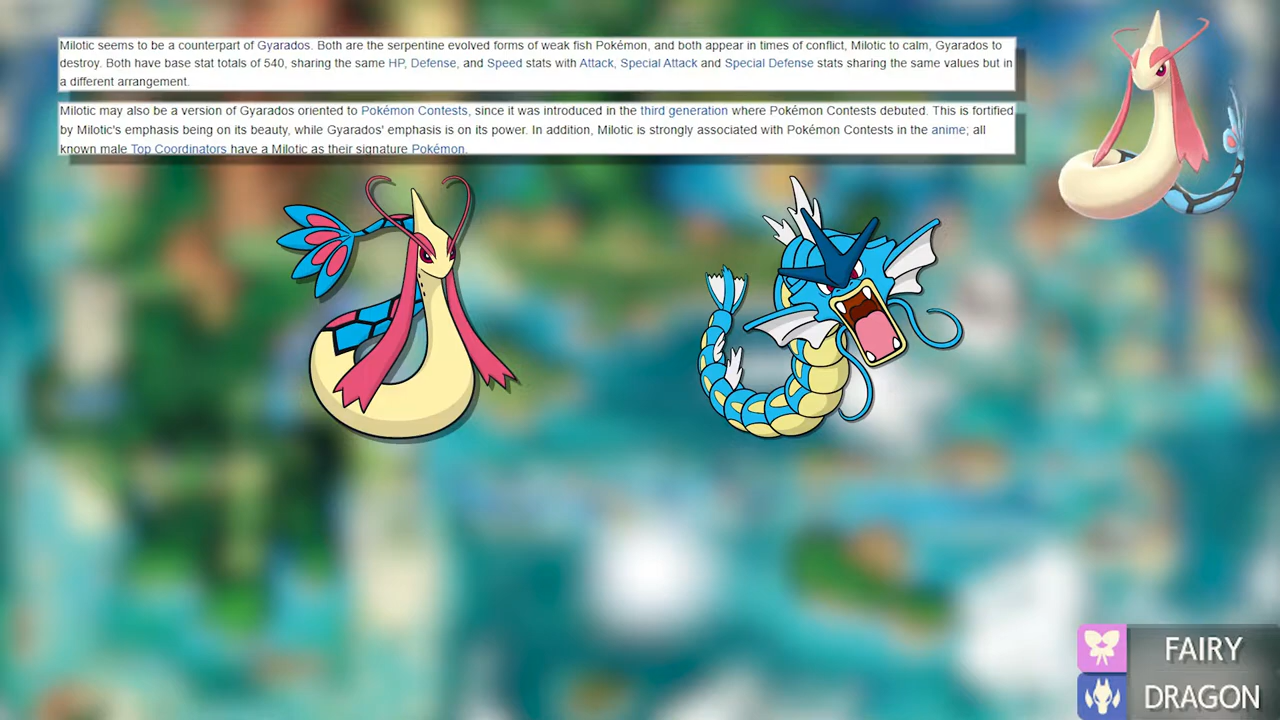 Milotic seems to be a counterpart of Gyarados. Both are the serpentine evolved forms of weak fish Pokémon, and both appear in times of conflict, Milotic to calm, Gyarados to
destroy. Both have base stat totals of 540, sharing the same HP, Defense, and Speed stats with Attack, Special Attack and Special Defense stats sharing the same values but in
a different arrangement.
Milotic may also be a version of Gyarados oriented to Pokémon Contests, since it was introduced in the third generation where Pokémon Contests debuted. This is fortified
by Milotic's emphasis being on its beauty, while Gyarados' emphasis is on its power. In addition, Milotic is strongly associated with Pokémon Contests in the anime; all
known male Top Coordinators have a Milotic as their signature Pokémon.
FAIRY
DRAGON